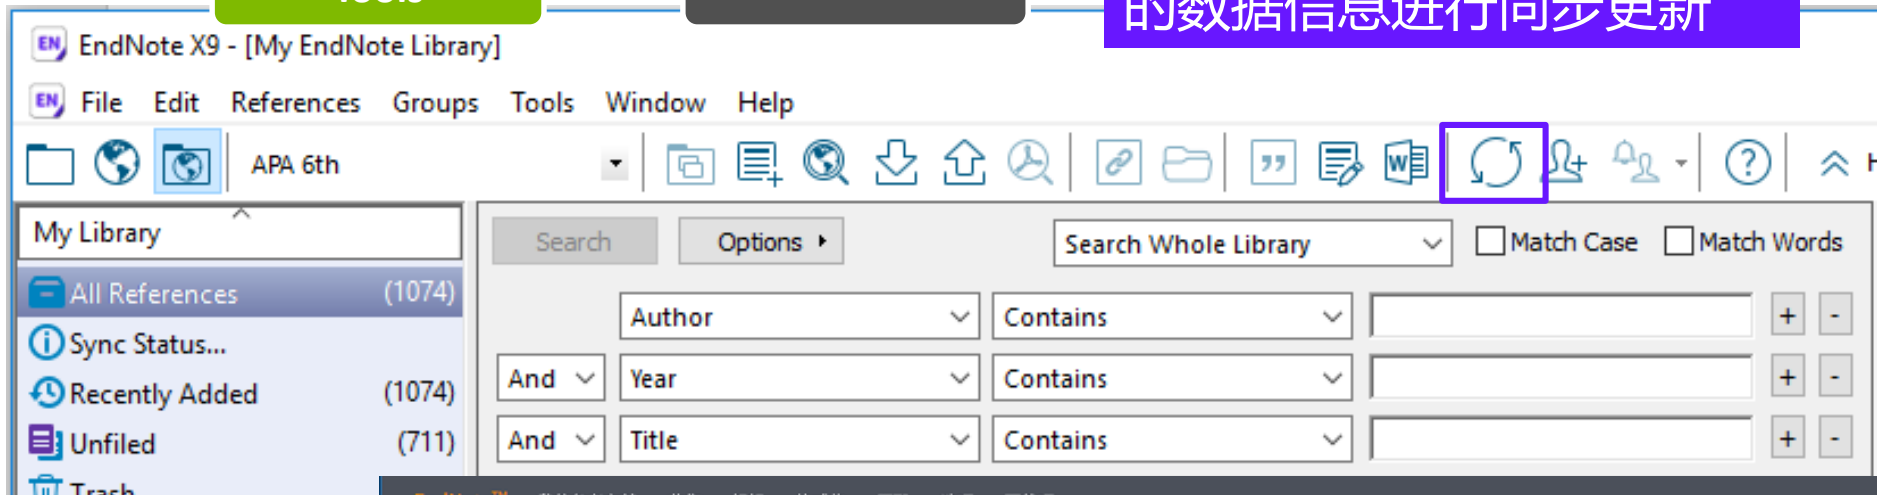 Tools
的数据信息进行同步更新
EndNote X9 - [My EndNote Library]
File Edit References Groups Tools Window Help
APA 6th
My Library
Search Options Search Whole Library Match Case Match Words
All References (1074)
Author Contains + -
Sync Status...
And Year Contains + -
Recently Added (1074)
And Title Contains + -
Unfiled (711)
Trash